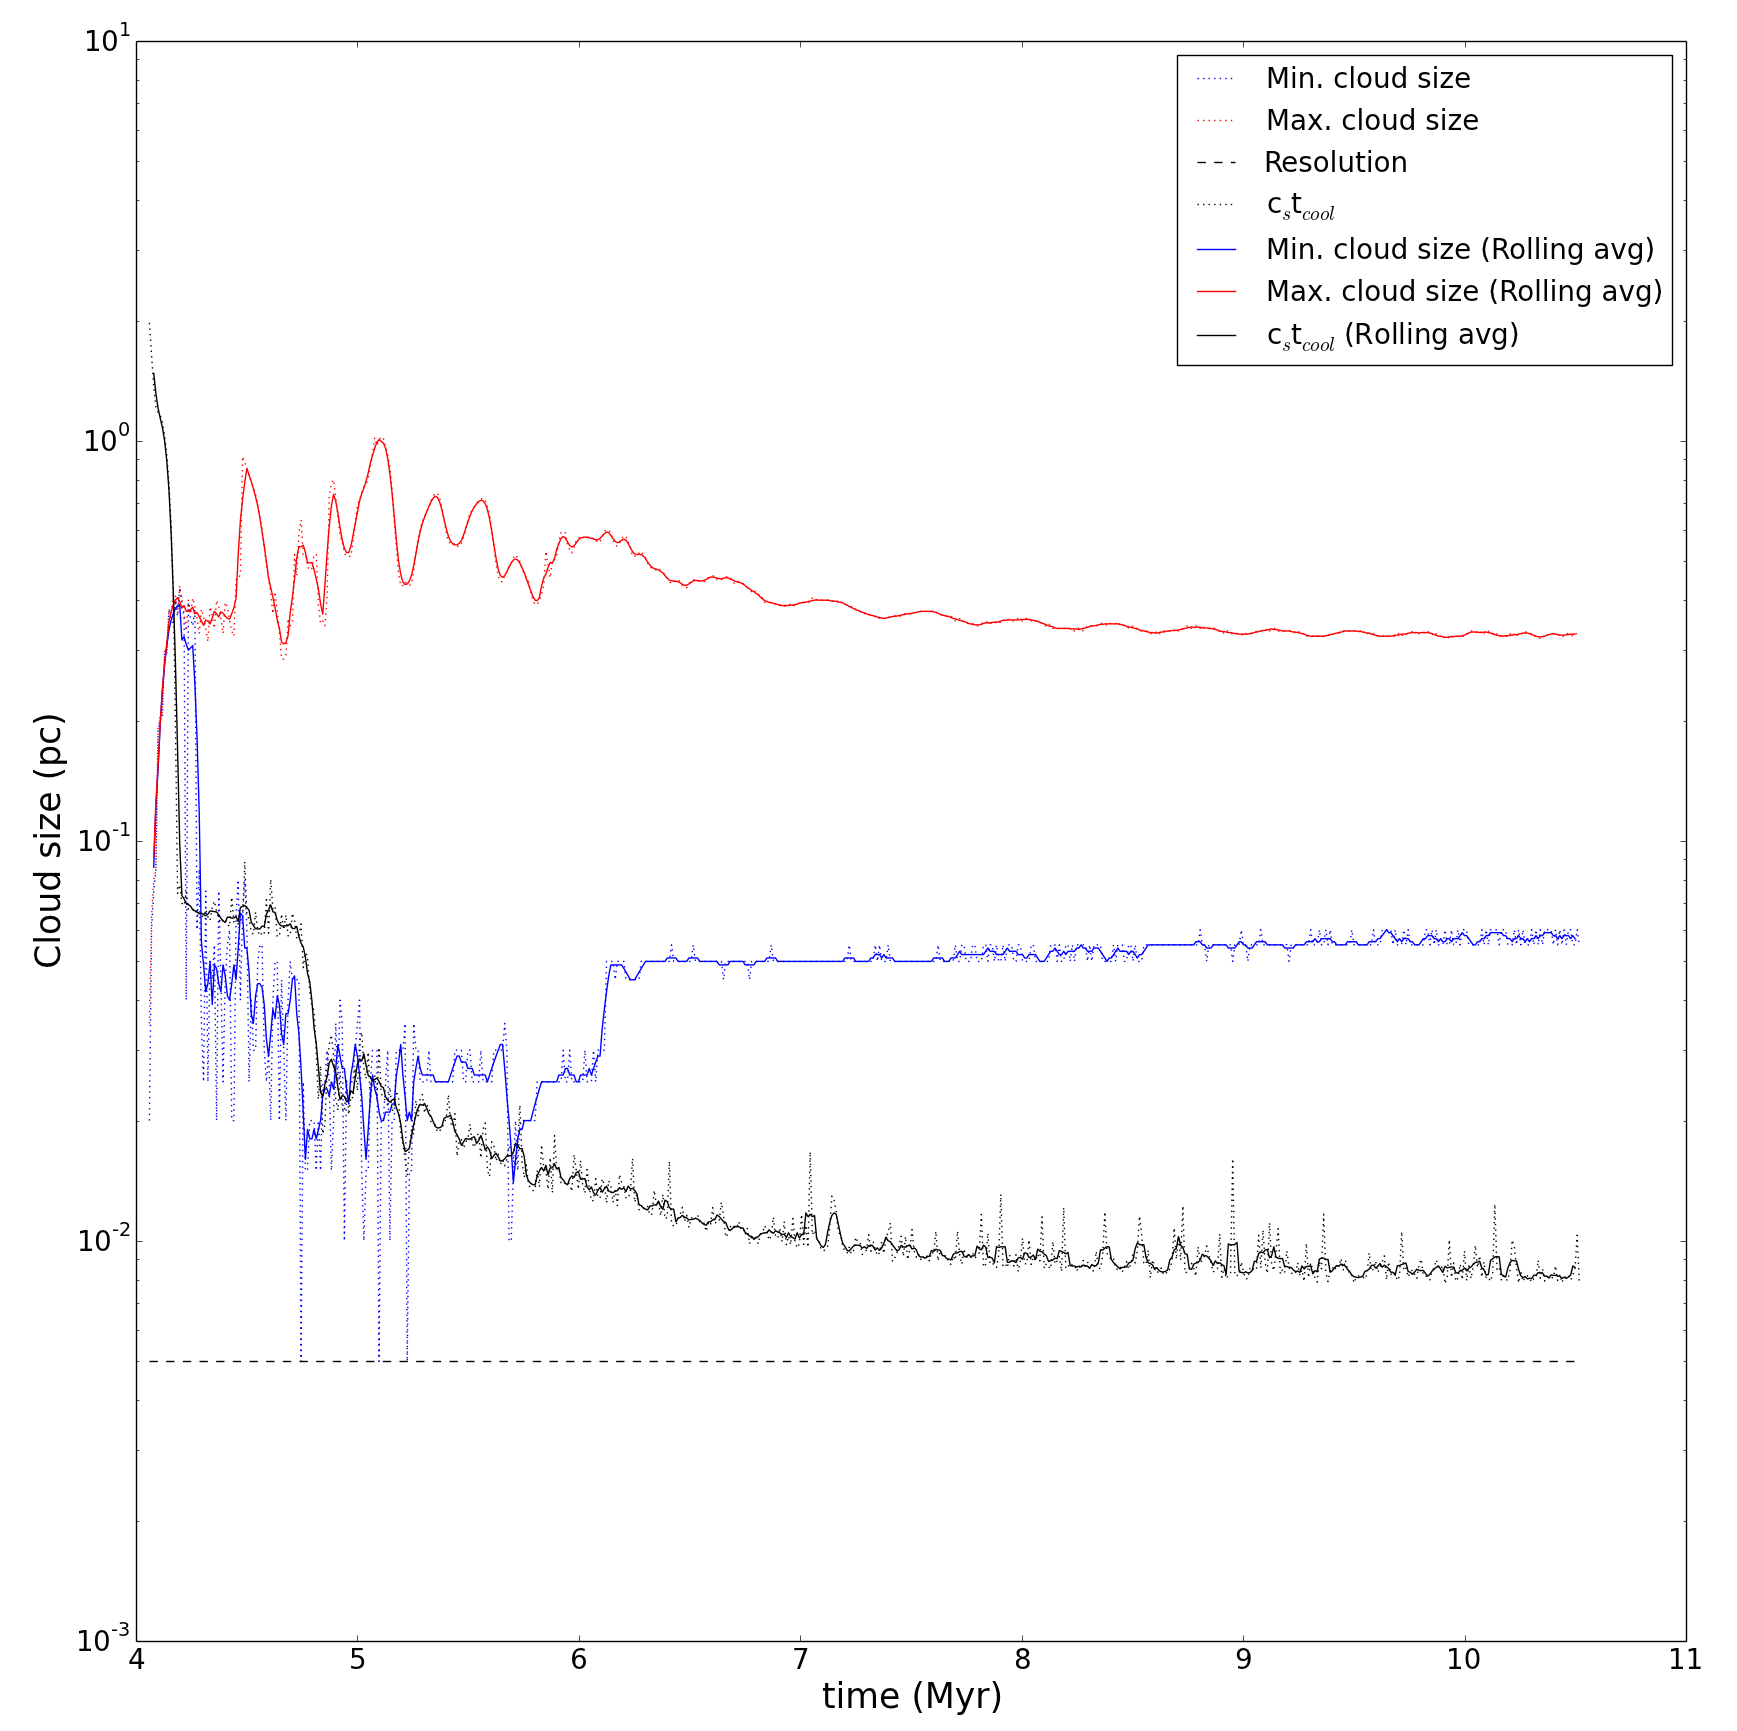 10^1
10^0
10^-1
10^-2
10^-3
Cloud size (pc)
Min. cloud size
Max. cloud size
Resolution
c_s t_cool
Min. cloud size (Rolling avg)
Max. cloud size (Rolling avg)
c_s t_cool (Rolling avg)
4 5 6 7 8 9 10 11
time (Myr)